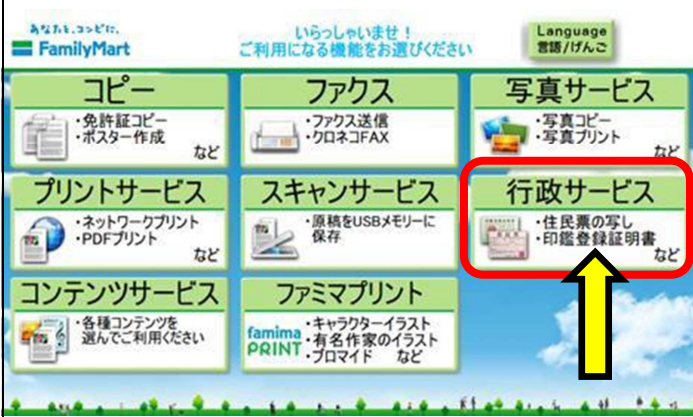 あなたと、コンビに、
FamilyMart
いらっしゃいませ！
ご利用になる機能をお選びください
Language
言語/げんご
コピー
・免許証コピー
・ポスター作成
など
ファクス
・ファクス送信
・クロネコFAX
写真サービス
・写真コピー
・写真プリント
など
プリントサービス
・ネットワークプリント
・PDFプリント
など
スキャンサービス
・原稿をUSBメモリーに
保存
行政サービス
・住民票の写し
・印鑑登録証明書
など
コンテンツサービス
・各種コンテンツを
選んでご利用ください
ファミマプリント
famima
PRINT
・キャラクターイラスト
・有名作家のイラスト
・ブロマイド など